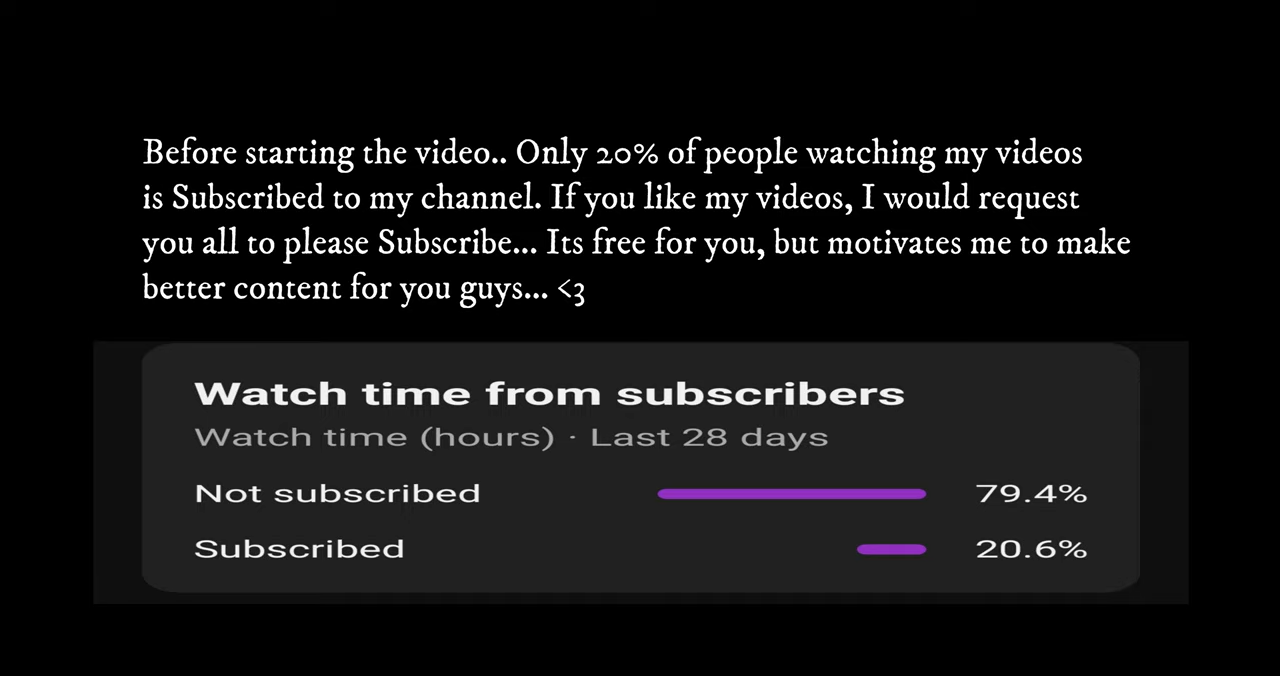 Before starting the video.. Only 20% of people watching my videos
is Subscribed to my channel. If you like my videos, I would request
you all to please Subscribe... Its free for you, but motivates me to make
better content for you guys... <3
Watch time from subscribers
Watch time (hours) · Last 28 days
Not subscribed 79.4%
Subscribed 20.6%